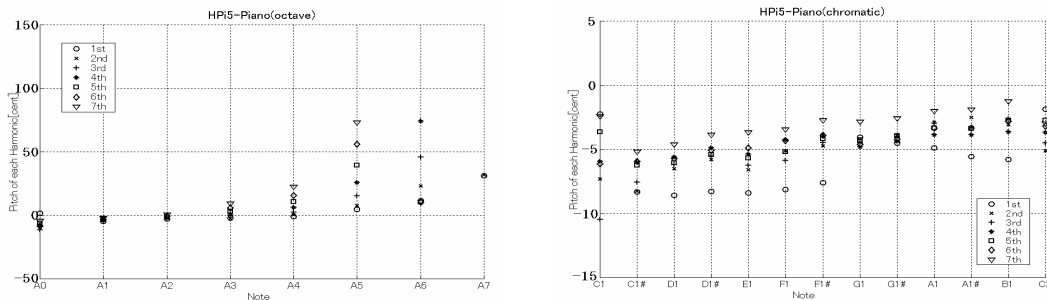 HPi5-Piano(octave)
Pitch of each Harmonic[cent]
150
100
50
0
-50
1st
2nd
3rd
4th
5th
6th
7th
A0 A1 A2 A3 A4 A5 A6 A7
Note
HPi5-Piano(chromatic)
Pitch of each Harmonic[cent]
5
0
-5
-10
-15
1st
2nd
3rd
4th
5th
6th
7th
C1 C1# D1 D1# E1 F1 F1# G1 G1# A1 A1# B1
Note